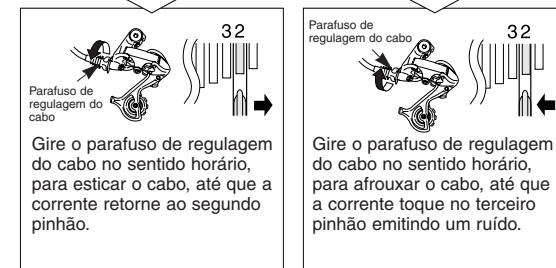 32
Parafuso de
regulagem do
cabo
Gire o parafuso de regulagem
do cabo no sentido horário,
para esticar o cabo, até que a
corrente retorne ao segundo
pinhão.
Parafuso de
regulagem do cabo
32
Gire o parafuso de regulagem
do cabo no sentido horário,
para afrouxar o cabo, até que
a corrente toque no terceiro
pinhão emitindo um ruído.